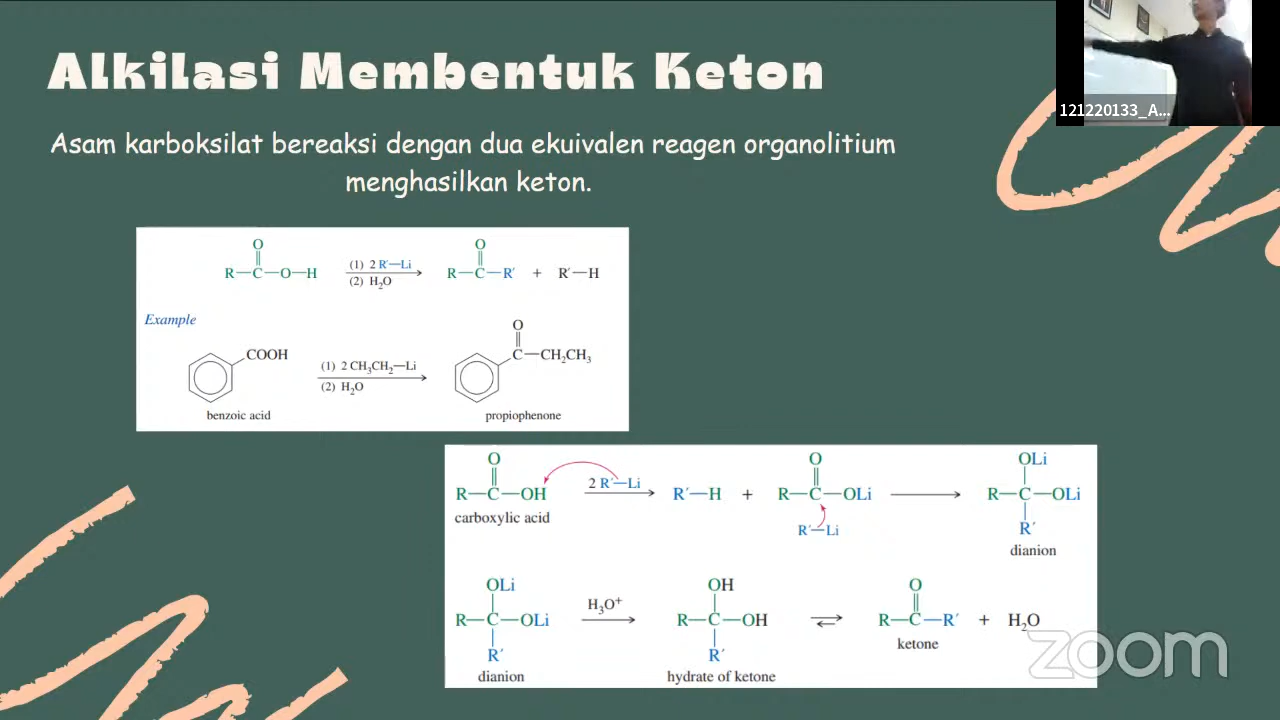 Alkilasi Membentuk Keton
121220133_A...
Asam karboksilat bereaksi dengan dua ekuivalen reagen organolitium
menghasilkan keton.
O
R—C—O—H (1) 2 R′—Li R—C—R′ + R′—H
(2) H₂O
O
Example
COOH (1) 2 CH₃CH₂—Li C—CH₂CH₃
(2) H₂O
O
benzoic acid propiophenone
O O OLi
R—C—OH 2 R′—Li R′—H + R—C—OLi R—C—OLi
carboxylic acid R′—Li R′
dianion
OLi OH O
R—C—OLi H₃O⁺ R—C—OH R—C—R′ + H₂O
R′ R′ ketone
dianion hydrate of ketone
zoom